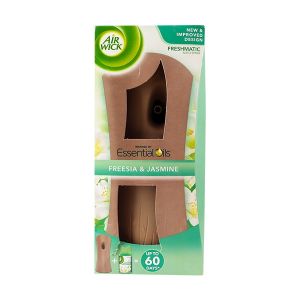 AIR
WICK
NEW &
IMPROVED
DESIGN
FRESHMATIC
Essential Oils
FREESIA & JASMINE
UP TO
60
DAYS*